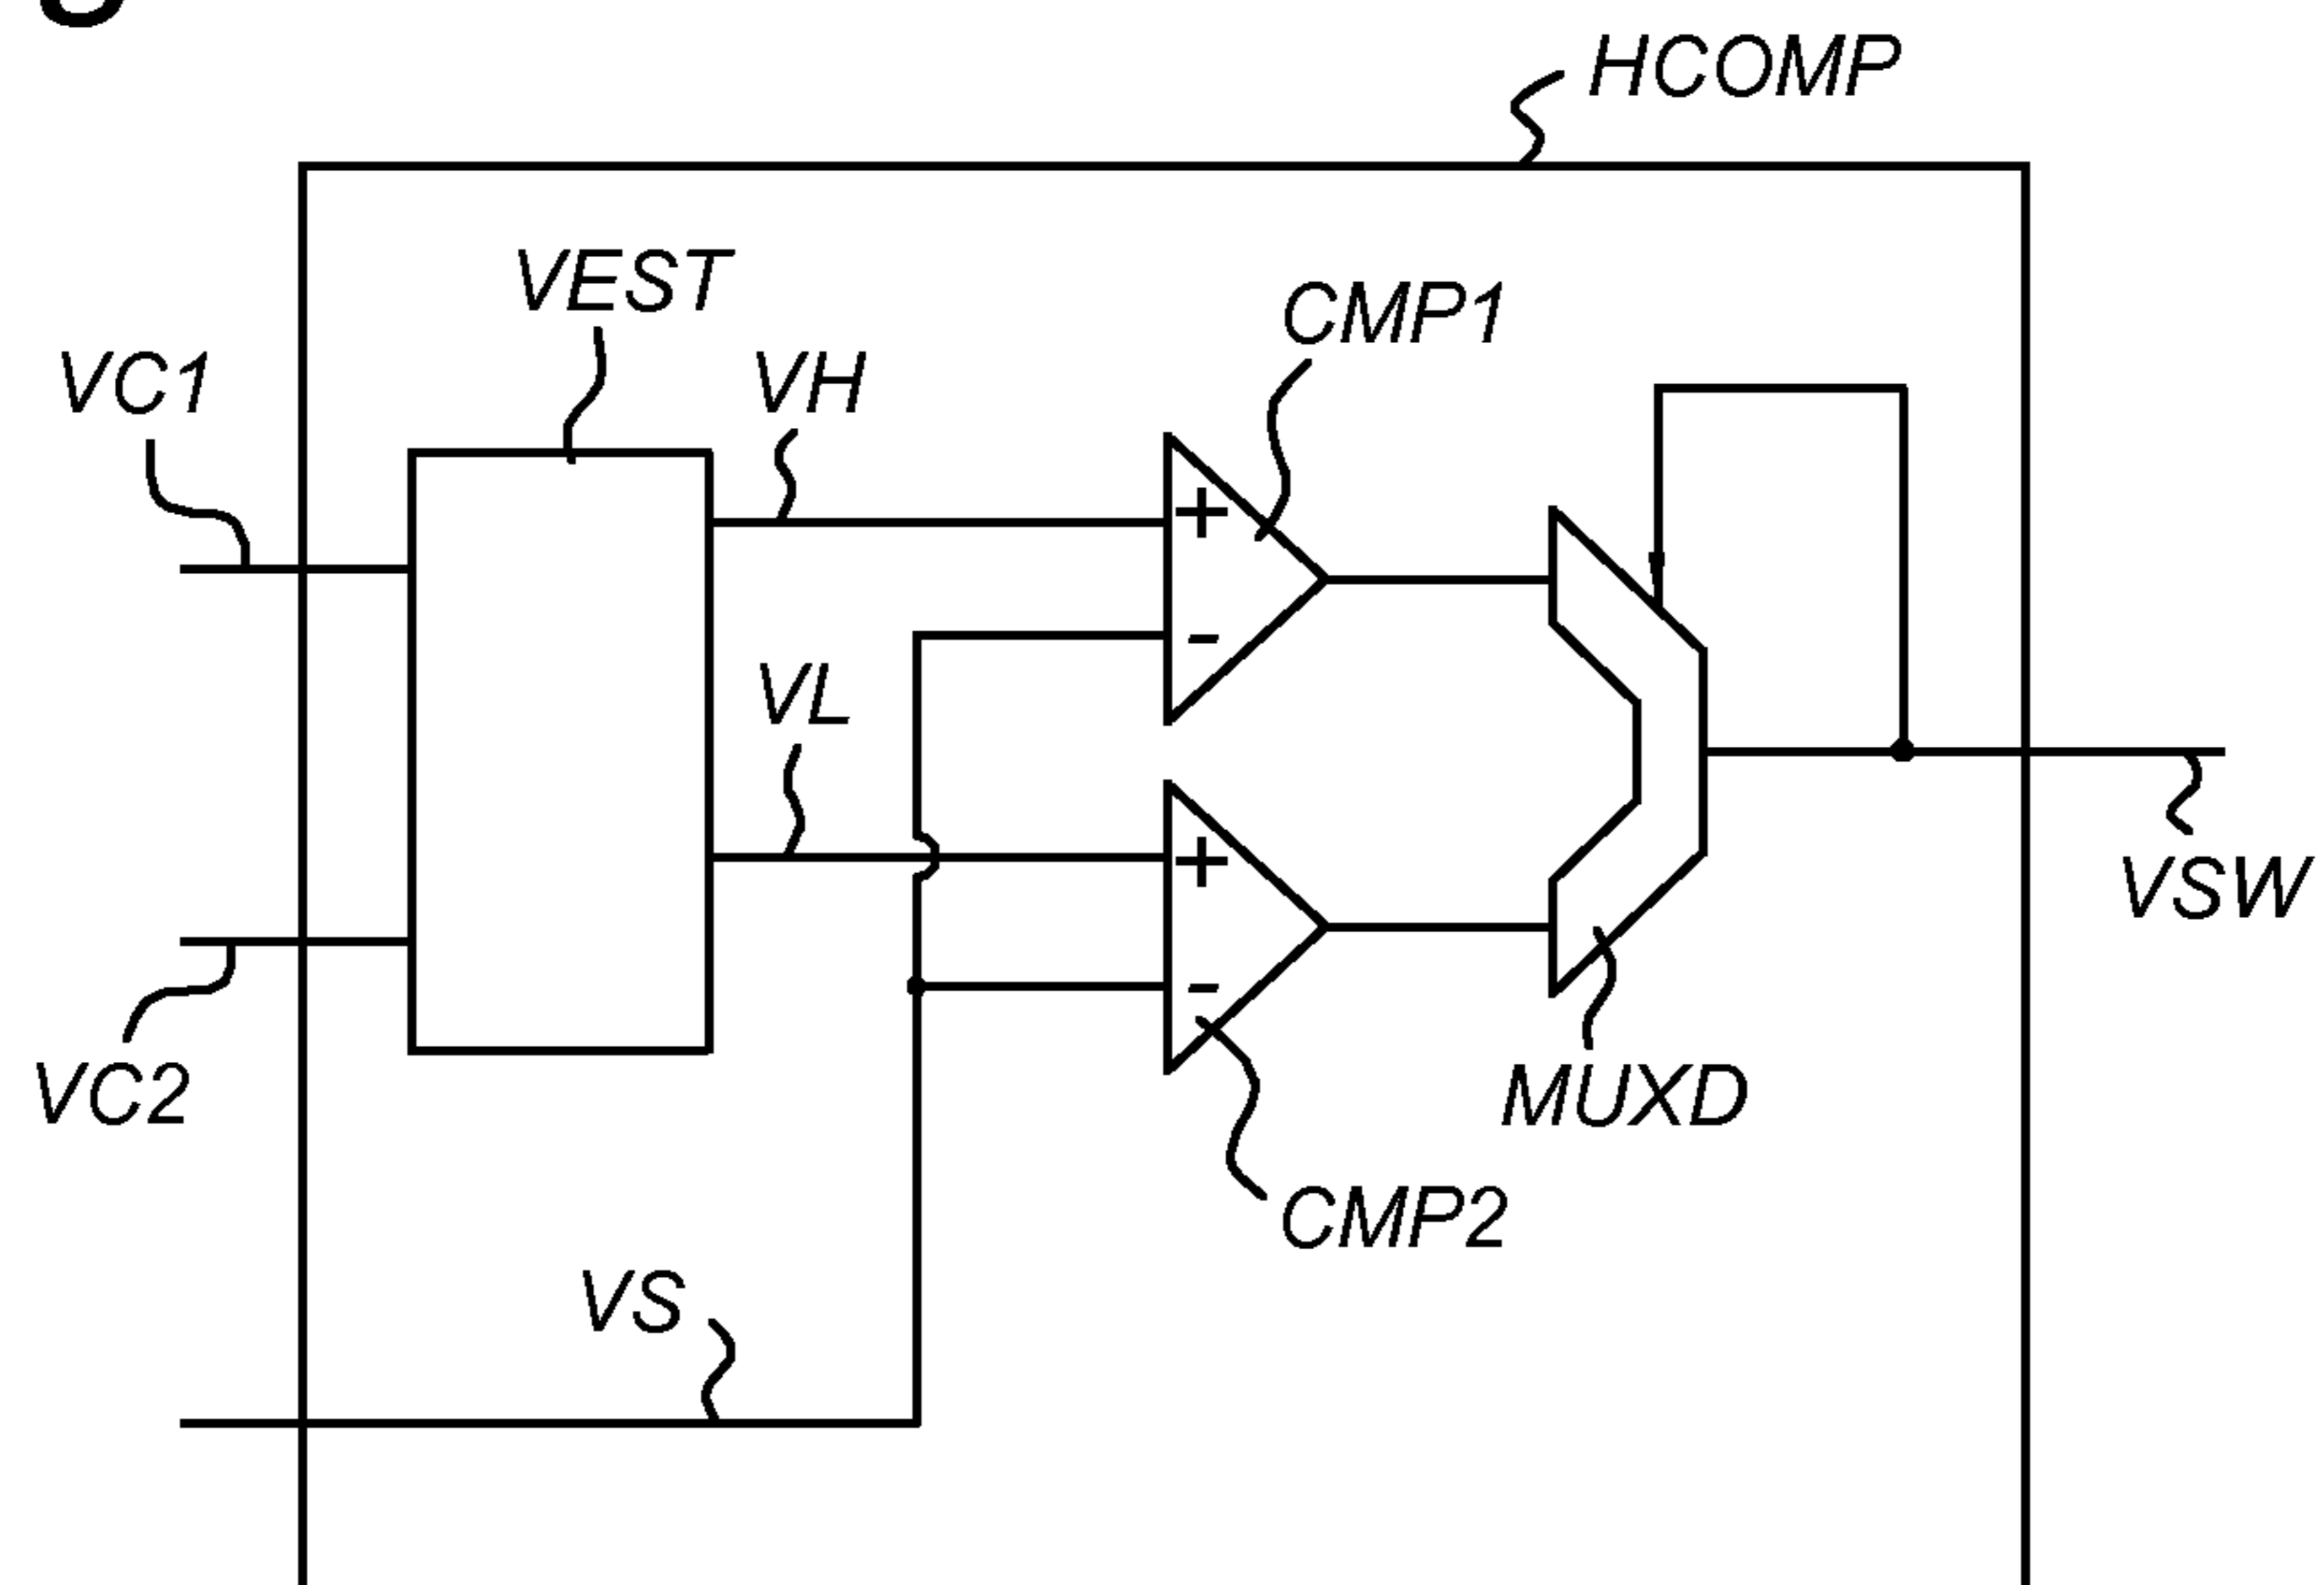 HCOMP
VEST
CMP1
VC1
VH
+
-
VL
+
-
VSW
VC2
MUXD
CMP2
VS